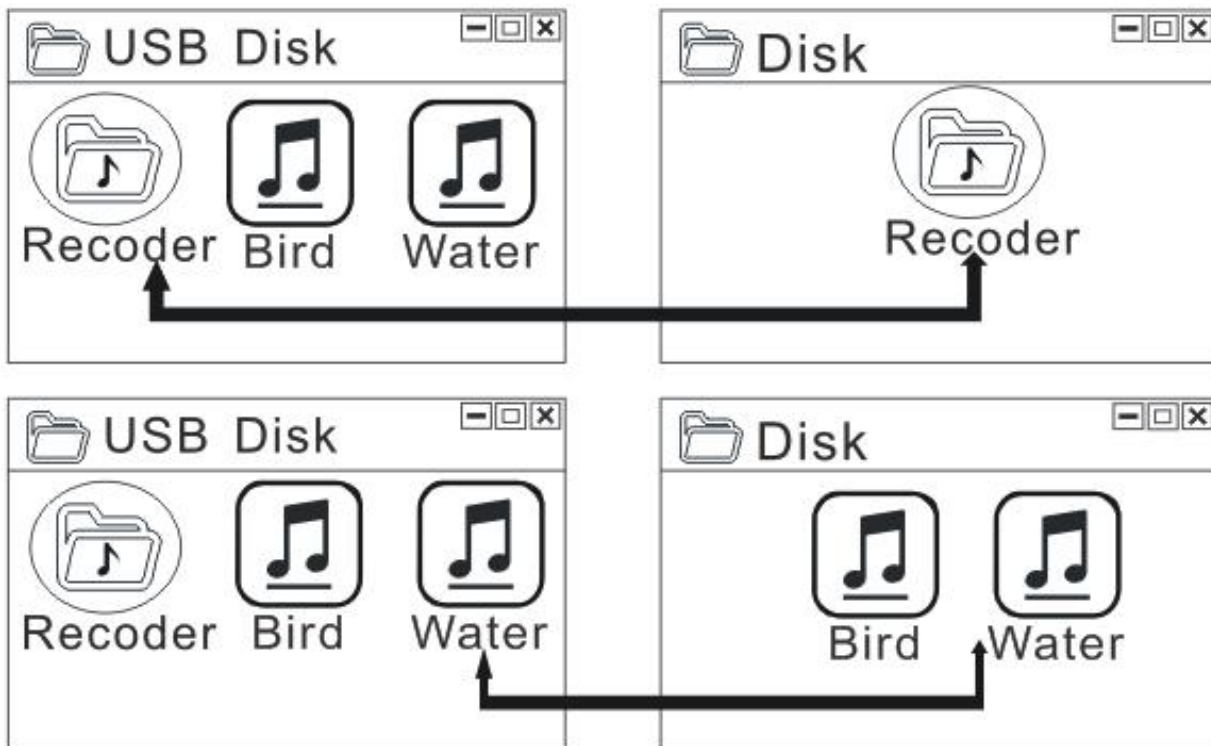 USB Disk
Disk
Recoder Bird Water
Recoder
USB Disk
Disk
Recoder Bird Water
Bird Water